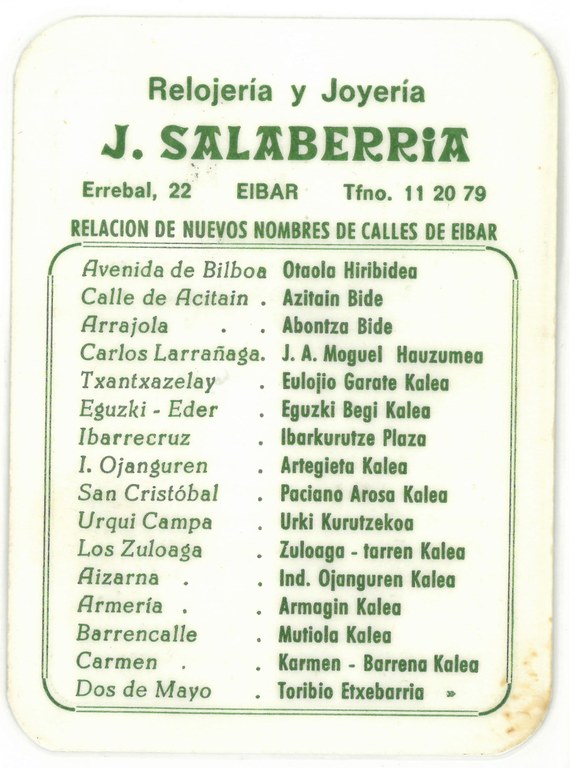 Relojería y Joyería
J. SALABERRiA
Errebal, 22 EIBAR Tfno. 11 20 79
RELACION DE NUEVOS NOMBRES DE CALLES DE EIBAR
Avenida de Bilboa Otaola Hiribidea
Calle de Acitain . Azitain Bide
Arrajola . . Abontza Bide
Carlos Larrañaga. J. A. Moguel Hauzumea
Txantxazelay . Eulojio Garate Kalea
Eguzki - Eder . Eguzki Begi Kalea
Ibarrecruz . Ibarkurutze Plaza
I. Ojanguren . Artegieta Kalea
San Cristóbal . Paciano Arosa Kalea
Urqui Campa . Urki Kurutzekoa
Los Zuloaga . Zuloaga - tarren Kalea
Aizarna . . Ind. Ojanguren Kalea
Armería . . Armagin Kalea
Barrencalle . Mutiola Kalea
Carmen . . Karmen - Barrena Kalea
Dos de Mayo . Toribio Etxebarria »